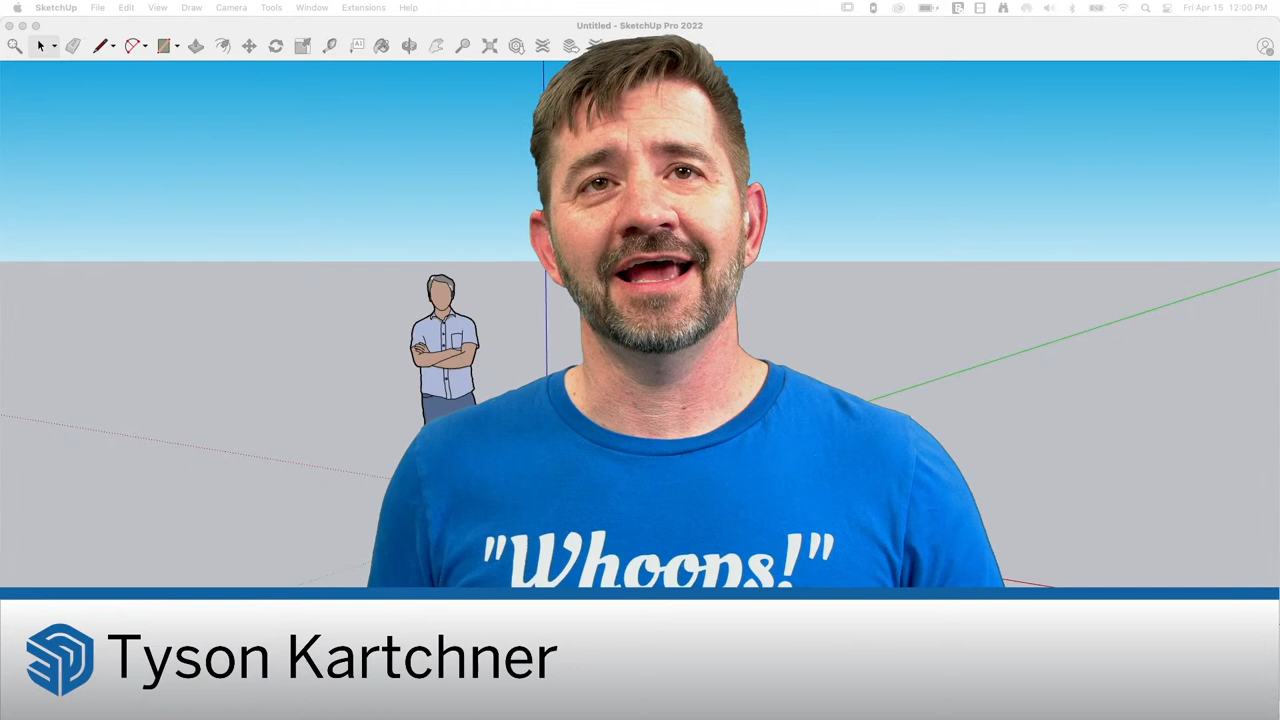 SketchUp File Edit View Draw Camera Tools Window Extensions Help Fri Apr 15 12:00 PM
Untitled - SketchUp Pro 2022
"Whoops!"
Tyson Kartchner